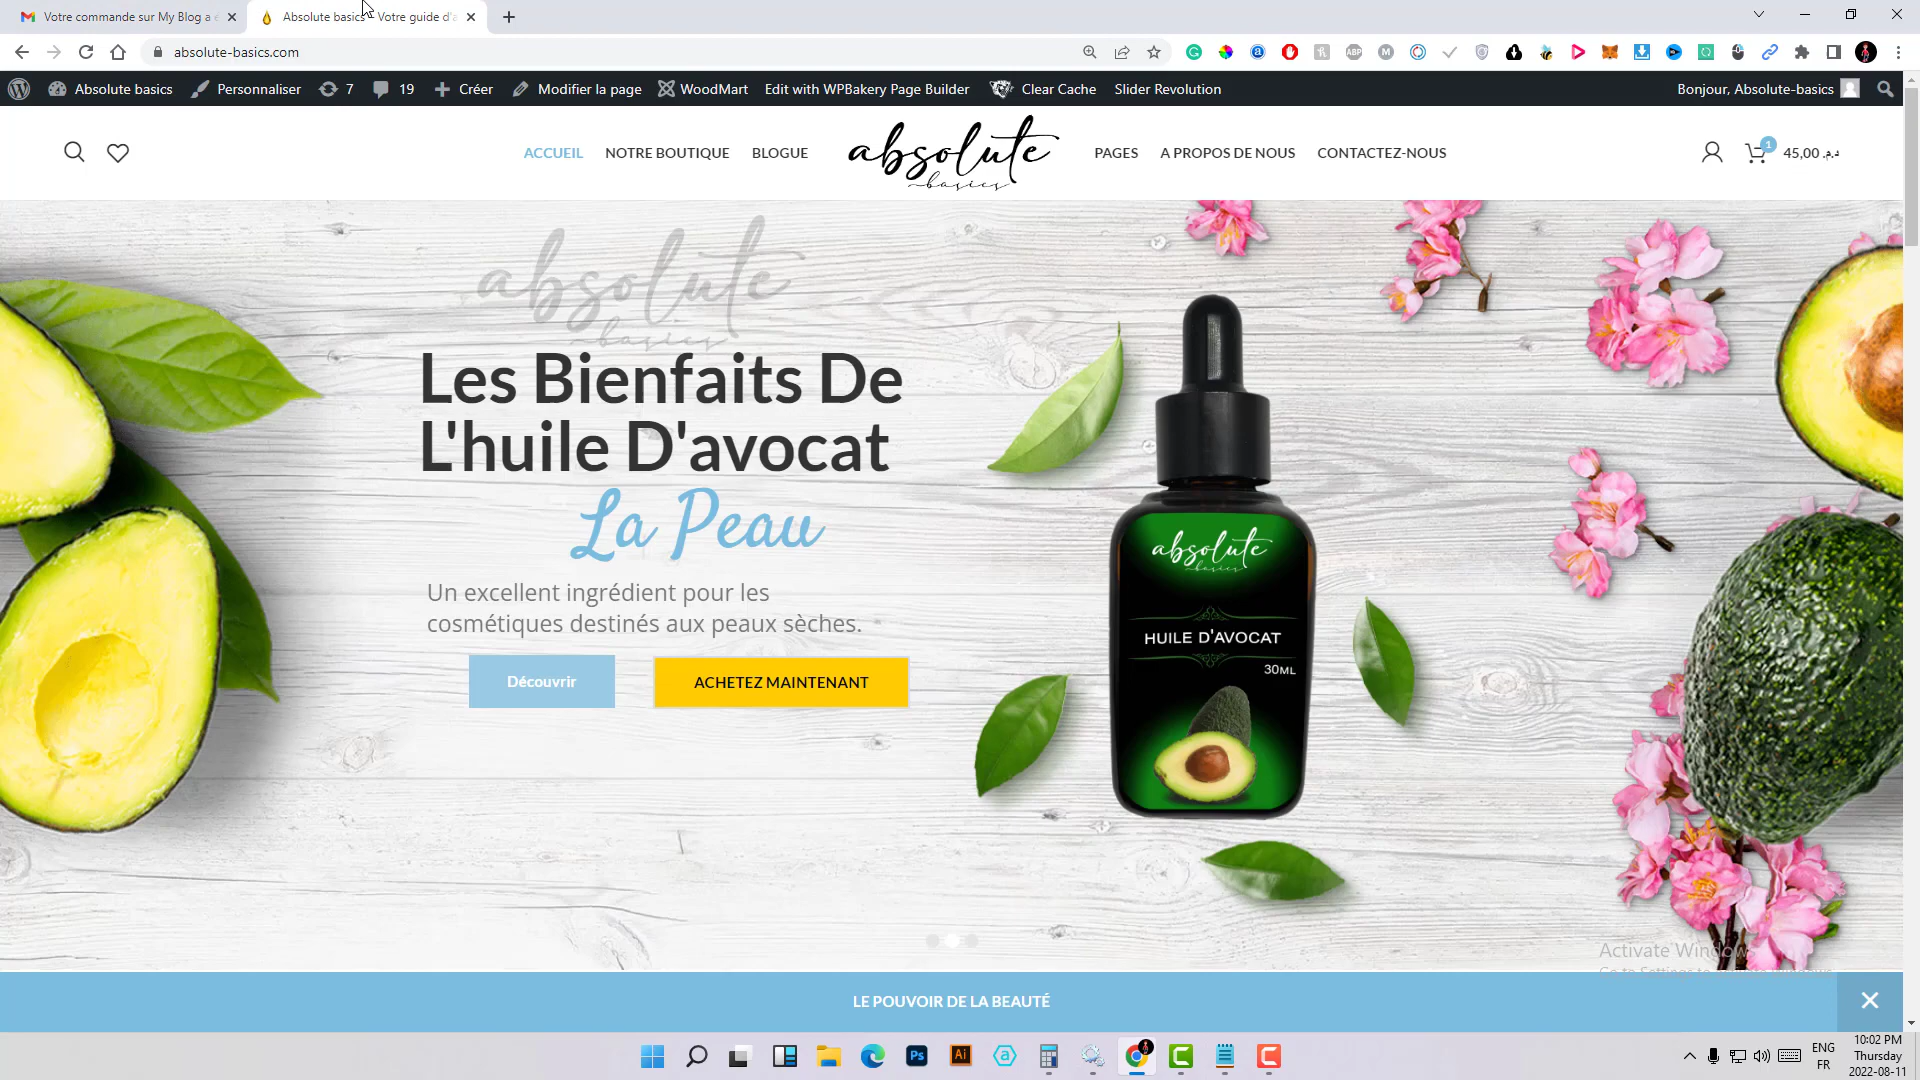 Votre commande sur My Blog a é
Absolute basics - Votre guide d'a
absolute-basics.com
Absolute basics
Personnaliser
7
19
Créer
Modifier la page
WoodMart
Edit with WPBakery Page Builder
Clear Cache
Slider Revolution
Bonjour, Absolute-basics
ACCUEIL
NOTRE BOUTIQUE
BLOGUE
absolute
basics
PAGES
A PROPOS DE NOUS
CONTACTEZ-NOUS
1
45,00 د.م.
absolute
basics
Les Bienfaits De
L'huile D'avocat
La Peau
Un excellent ingrédient pour les
cosmétiques destinés aux peaux sèches.
Découvrir
ACHETEZ MAINTENANT
absolute
basics
HUILE D'AVOCAT
30ML
Activate Windows
LE POUVOIR DE LA BEAUTÉ
10:02 PM
ENG
FR
Thursday
2022-08-11